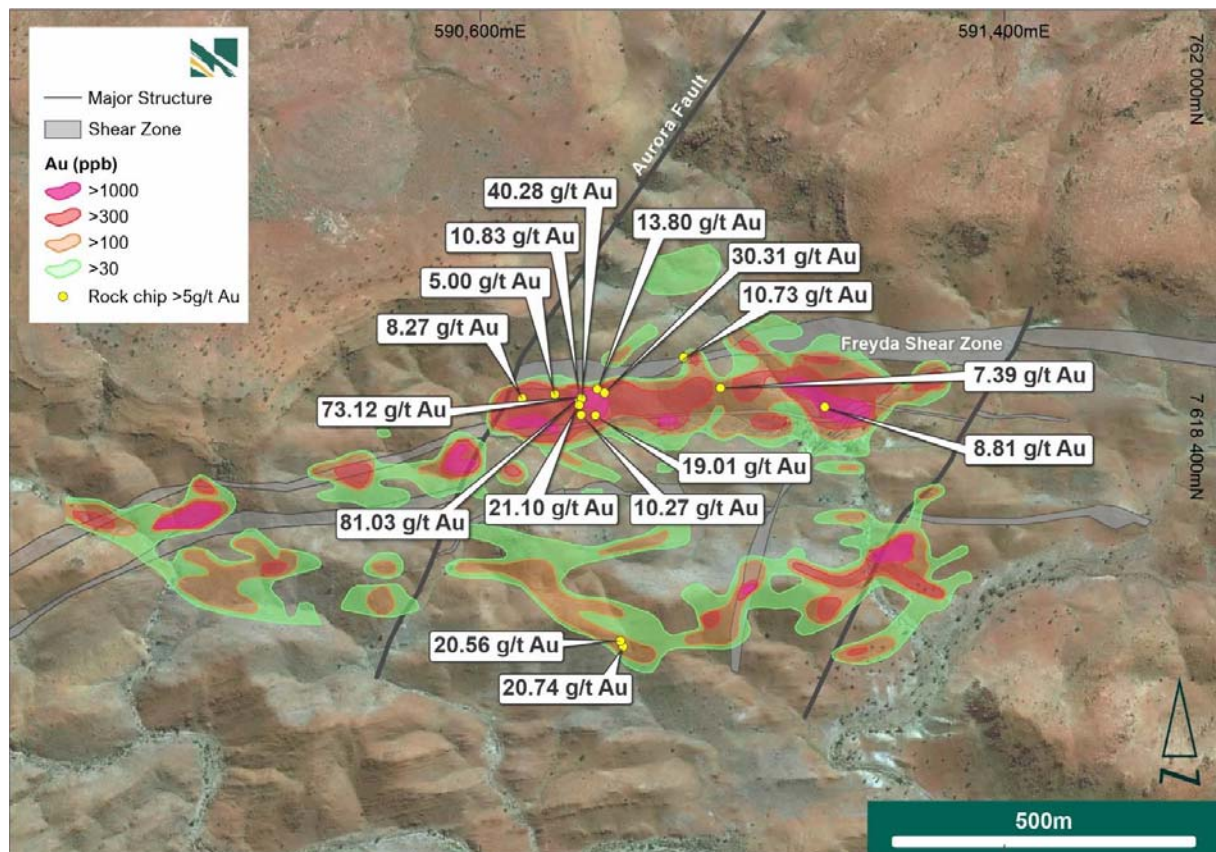 590,600mE
591,400mE
762 000mN
Major Structure
Shear Zone
Au (ppb)
>1000
>300
>100
>30
Rock chip >5g/t Au
Aurora Fault
40.28 g/t Au
10.83 g/t Au
13.80 g/t Au
5.00 g/t Au
30.31 g/t Au
8.27 g/t Au
10.73 g/t Au
Freyda Shear Zone
7.39 g/t Au
73.12 g/t Au
7 618 400mN
8.81 g/t Au
19.01 g/t Au
21.10 g/t Au
10.27 g/t Au
81.03 g/t Au
20.56 g/t Au
20.74 g/t Au
N
500m